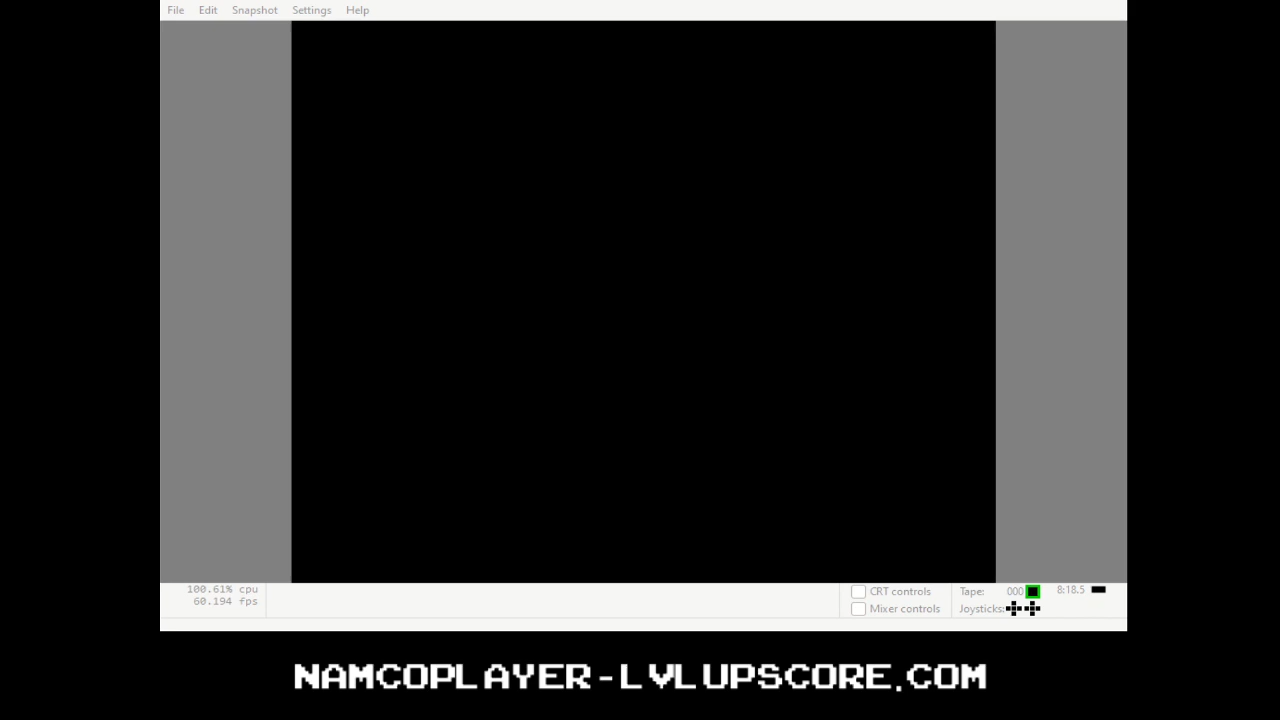 File Edit Snapshot Settings Help
100.61% cpu
60.194 fps
CRT controls
Mixer controls
Tape: 000
Joysticks:
8:18.5
NAMCOPLAYER-LVLUPSCORE.COM